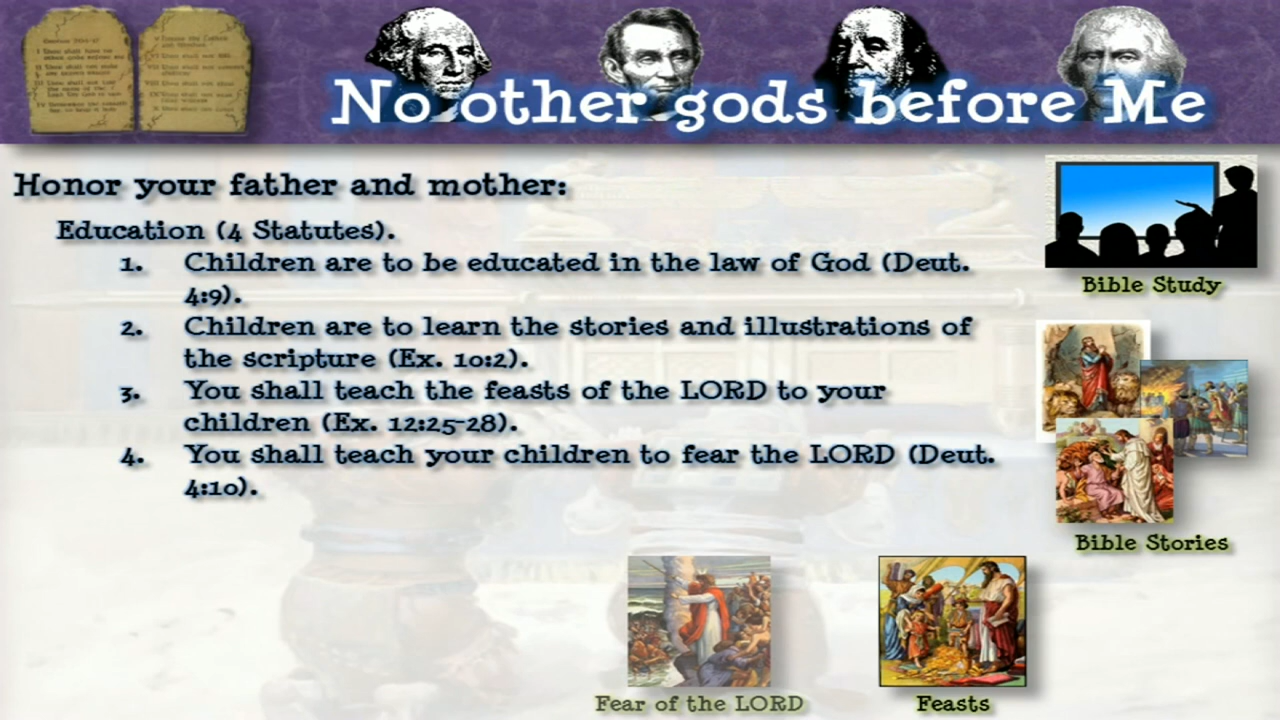 No other gods before Me
Honor your father and mother:
Education (4 Statutes).
1. Children are to be educated in the law of God (Deut.
4:9).
2. Children are to learn the stories and illustrations of
the scripture (Ex. 10:2).
3. You shall teach the feasts of the LORD to your
children (Ex. 12:25-28).
4. You shall teach your children to fear the LORD (Deut.
4:10).
Bible Study
Bible Stories
Fear of the LORD
Feasts